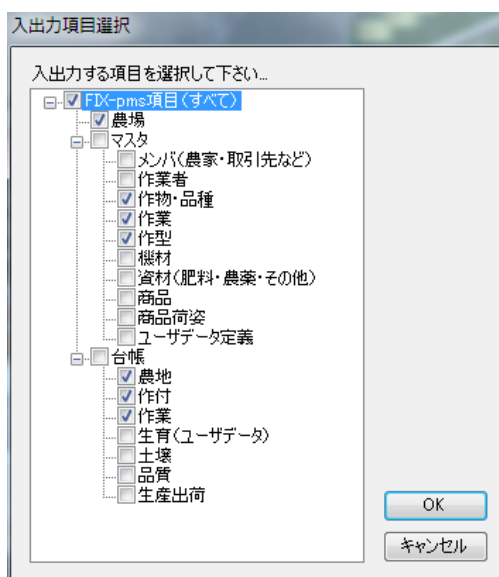 入出力項目選択
入出力する項目を選択して下さい...
FIX-pms項目(すべて)
農場
マスタ
メンバ(農家・取引先など)
作業者
作物・品種
作業
作型
機材
資材(肥料・農薬・その他)
商品
商品荷姿
ユーザデータ定義
台帳
農地
作付
作業
生育(ユーザデータ)
土壌
品質
生産出荷
OK
キャンセル